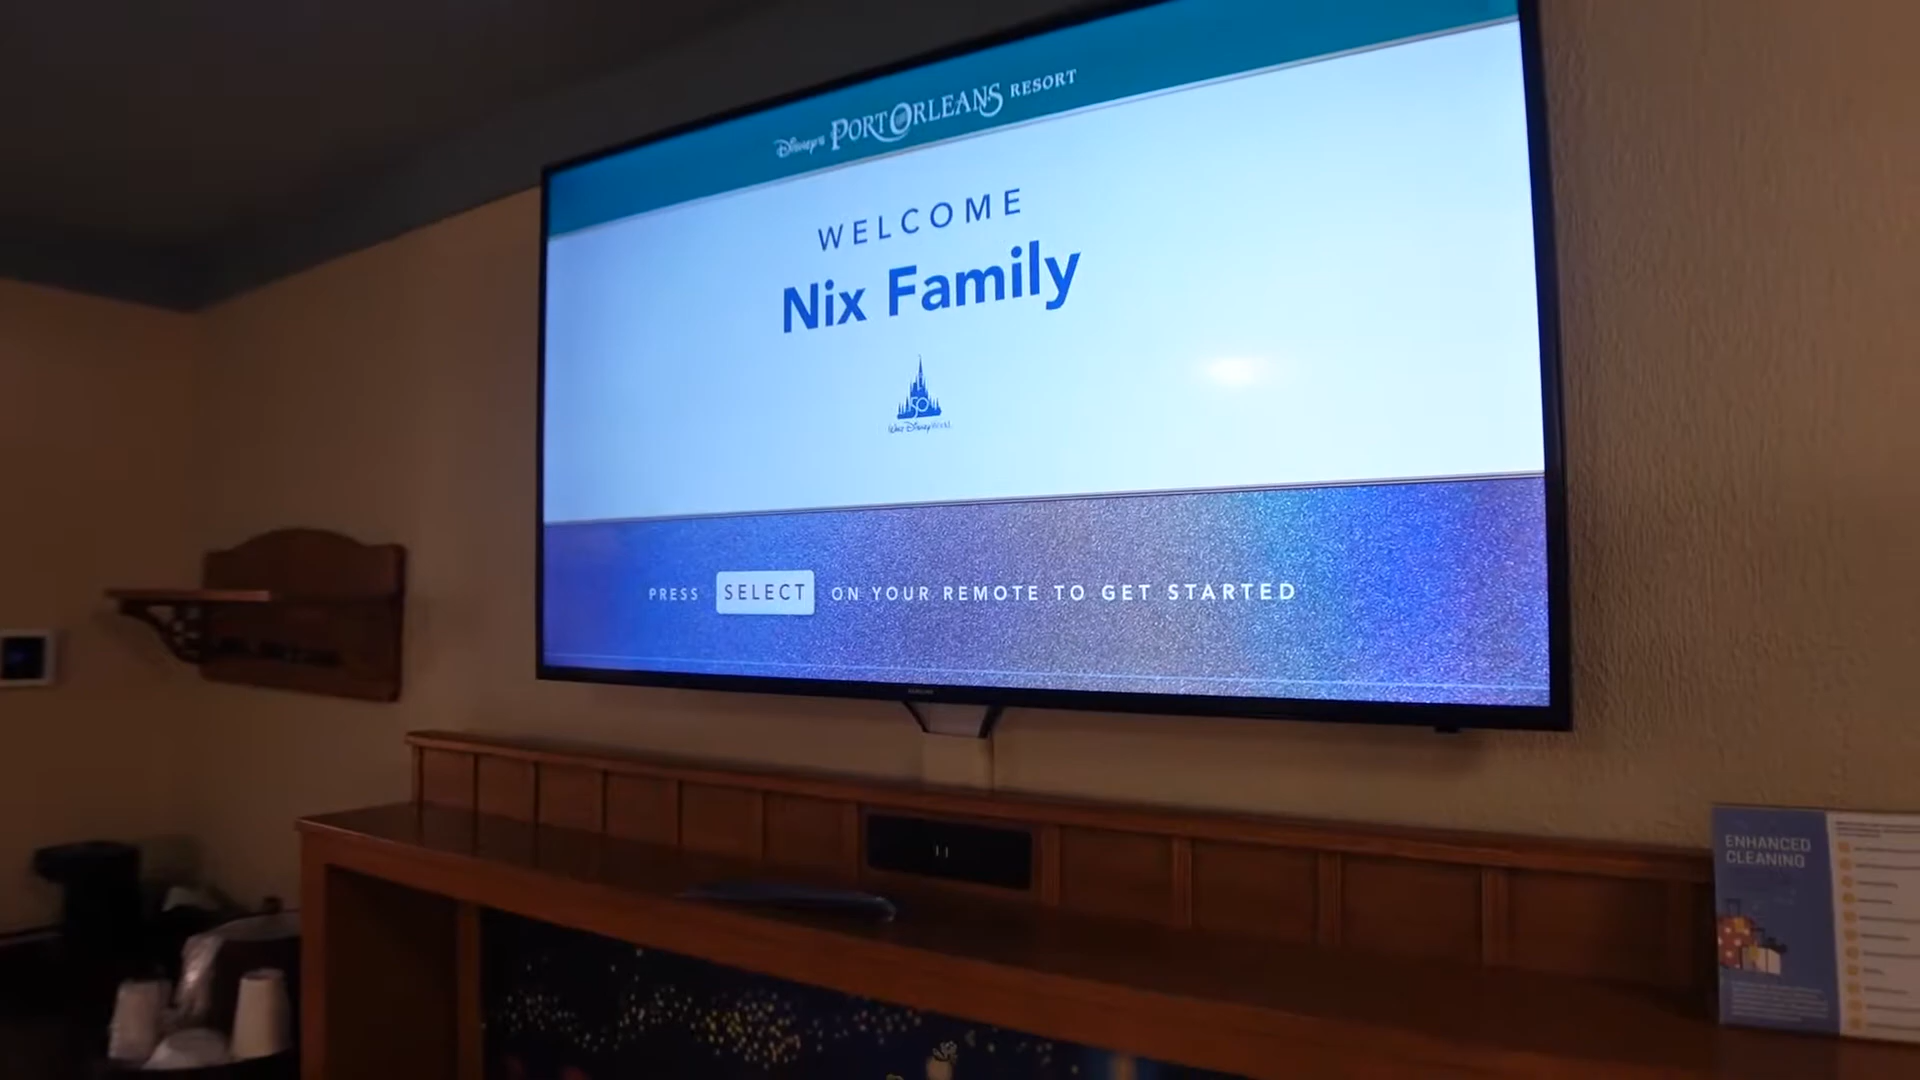 Disney's PORT ORLEANS RESORT
WELCOME
Nix Family
50
Walt Disney World
PRESS SELECT ON YOUR REMOTE TO GET STARTED
SAMSUNG
ENHANCED
CLEANING